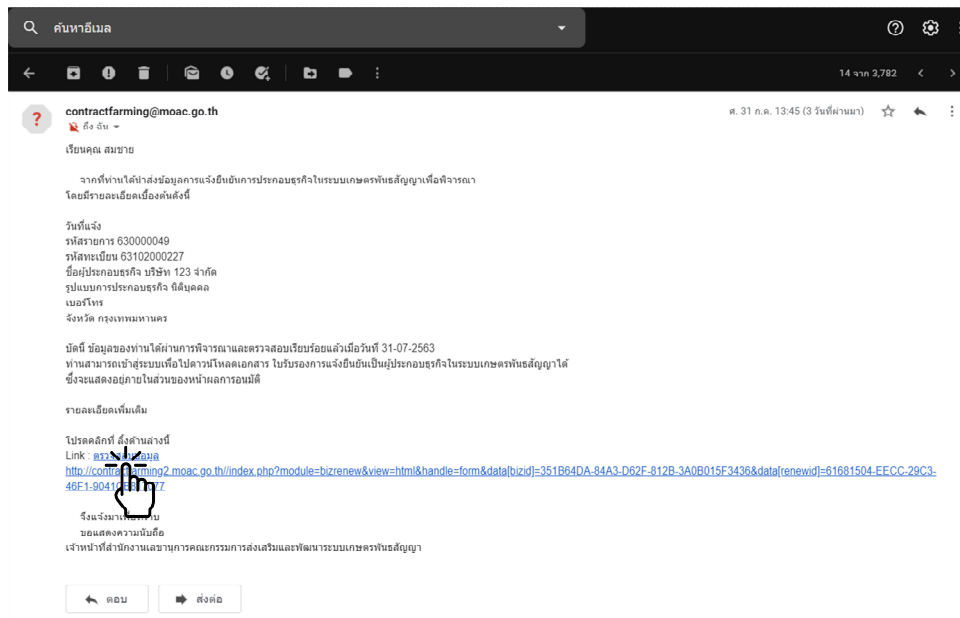 ค้นหาอีเมล
14 จาก 3,782
contractfarming@moac.go.th
ศ. 31 ก.ค. 13:45 (3 วันที่ผ่านมา)
ถึง ฉัน
เรียนคุณ สมชาย
จากที่ท่านได้นำส่งข้อมูลการแจ้งยืนยันการประกอบธุรกิจในระบบเกษตรพันธสัญญาเพื่อพิจารณา
โดยมีรายละเอียดเบื้องต้นดังนี้
วันที่แจ้ง
รหัสรายการ 630000049
รหัสทะเบียน 63102000227
ชื่อผู้ประกอบธุรกิจ บริษัท 123 จำกัด
รูปแบบการประกอบธุรกิจ นิติบุคคล
เบอร์โทร
จังหวัด กรุงเทพมหานคร
บัดนี้ ข้อมูลของท่านได้ผ่านการพิจารณาและตรวจสอบเรียบร้อยแล้วเมื่อวันที่ 31-07-2563
ท่านสามารถเข้าสู่ระบบเพื่อไปดาวน์โหลดเอกสาร ใบรับรองการแจ้งยืนยันเป็นผู้ประกอบธุรกิจในระบบเกษตรพันธสัญญาได้
ซึ่งจะแสดงอยู่ภายในส่วนของหน้าผลการอนุมัติ
รายละเอียดเพิ่มเติม
โปรดคลิกที่ ลิ้งด้านล่างนี้
Link : ตรวจสอบข้อมูล
http://contractfarming2.moac.go.th//index.php?module=bizrenew&view=html&handle=form&data[bizid]=351B64DA-84A3-D62F-812B-3A0B015F3436&data[renewid]=61681504-EECC-29C3-
46F1-9041
จึงแจ้งมาเพื่อทราบ
ขอแสดงความนับถือ
เจ้าหน้าที่สำนักงานเลขานุการคณะกรรมการส่งเสริมและพัฒนาระบบเกษตรพันธสัญญา
ตอบ
ส่งต่อ